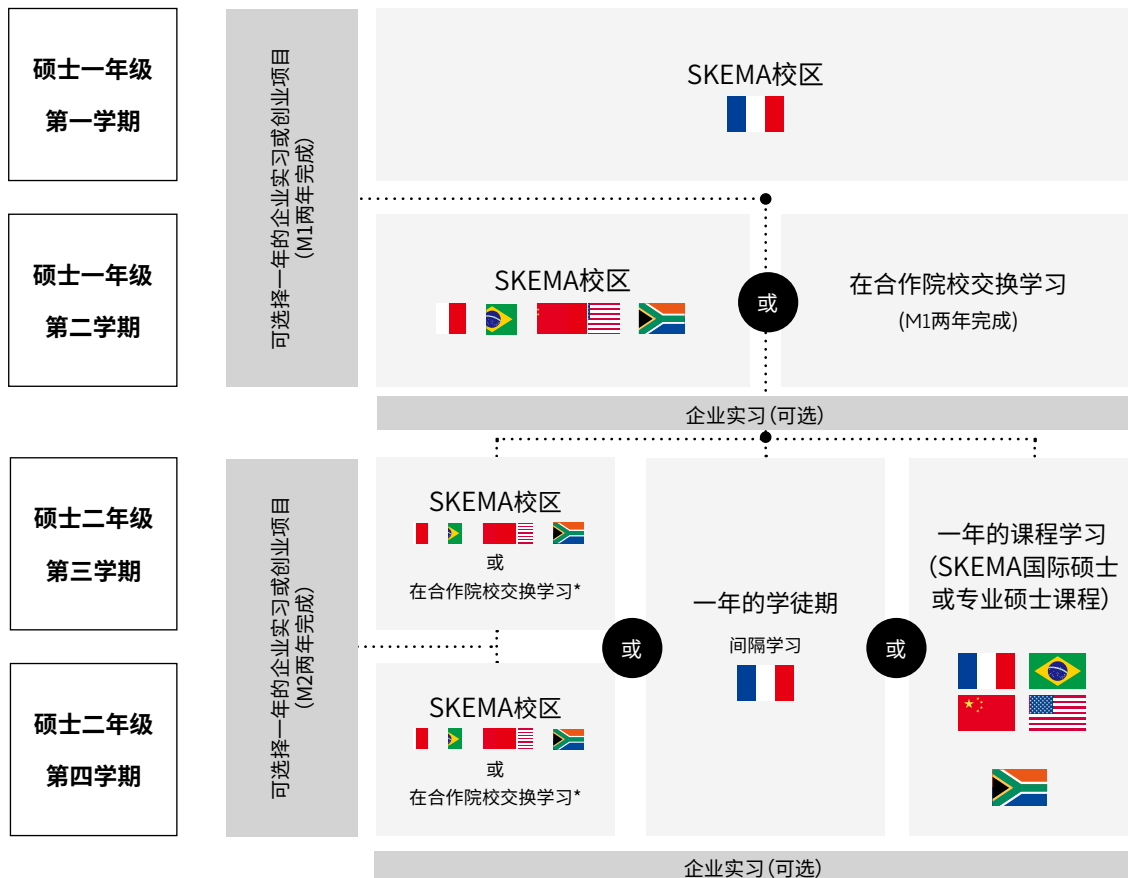 硕士一年级
第一学期
可选择一年的企业实习或创业项目
(M1两年完成)
SKEMA校区
硕士一年级
第二学期
SKEMA校区
或
在合作院校交换学习
(M1两年完成)
企业实习(可选)
硕士二年级
第三学期
可选择一年的企业实习或创业项目
(M2两年完成)
SKEMA校区
或
在合作院校交换学习*
或
一年的学徒期
间隔学习
或
一年的课程学习
(SKEMA国际硕士
或专业硕士课程)
硕士二年级
第四学期
SKEMA校区
或
在合作院校交换学习*
企业实习(可选)